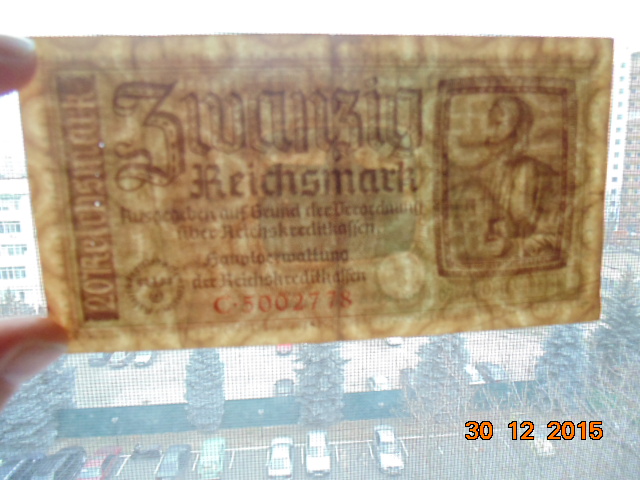 20 Reichsmark
Zwanzig
Reichsmark
Ausgegeben auf Grund der Verordnung
über Reichskreditkassen
Hauptverwaltung
der Reichskreditkassen
C·5002778
30 12 2015